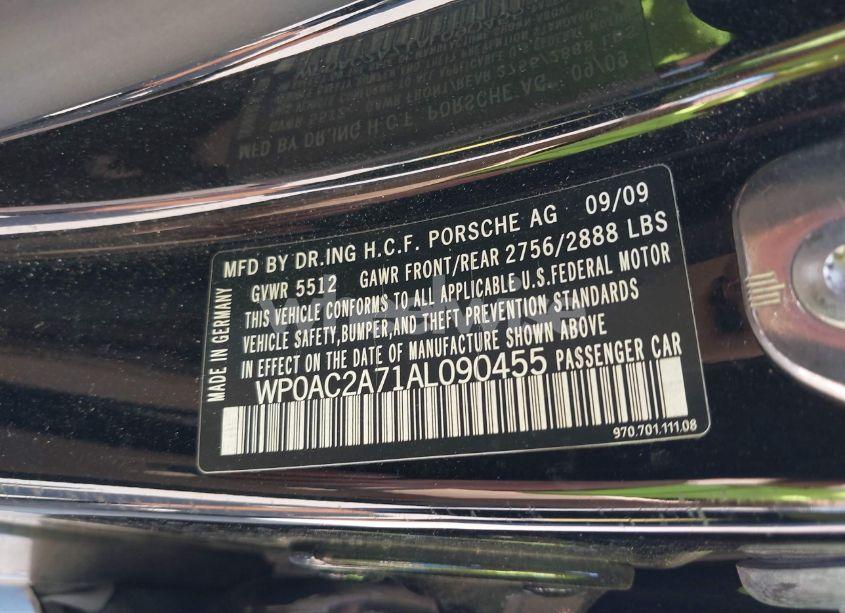 MFD BY DR.ING H.C.F. PORSCHE AG 09/09
GVWR 5512 GAWR FRONT/REAR 2756/2888 LBS
THIS VEHICLE CONFORMS TO ALL APPLICABLE U.S.FEDERAL MOTOR
VEHICLE SAFETY,BUMPER,AND THEFT PREVENTION STANDARDS
IN EFFECT ON THE DATE OF MANUFACTURE SHOWN ABOVE
WP0AC2A71AL090455 PASSENGER CAR
970.701.111.08
MADE IN GERMANY